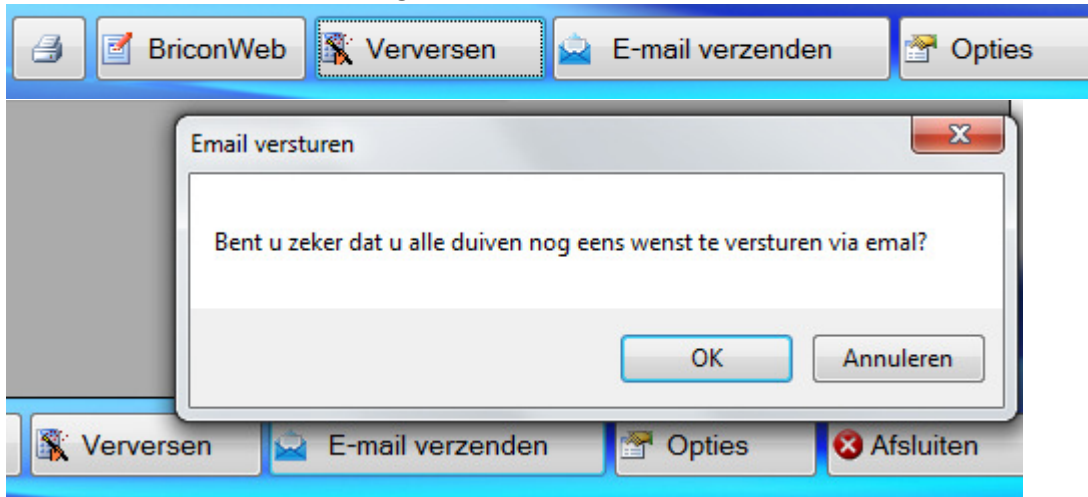 BriconWeb Verversen E-mail verzenden Opties
Email versturen
Bent u zeker dat u alle duiven nog eens wenst te versturen via emal?
OK Annuleren
Verversen E-mail verzenden Opties Afsluiten